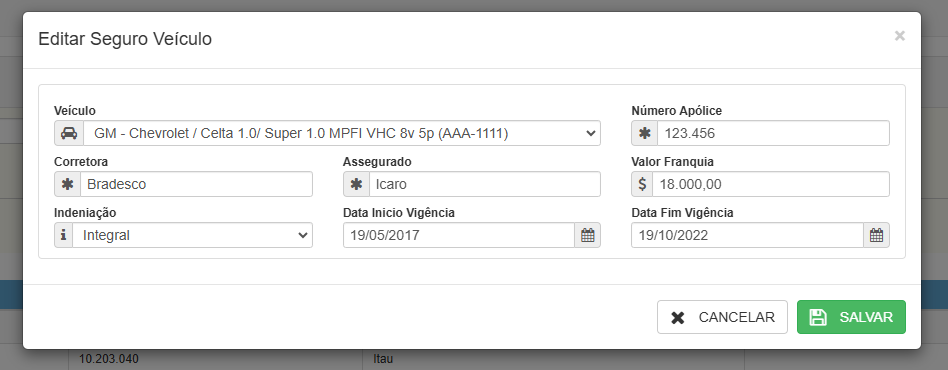 Editar Seguro Veículo
×
Veículo Número Apólice
GM - Chevrolet / Celta 1.0/ Super 1.0 MPFI VHC 8v 5p (AAA-1111) 123.456
Corretora Assegurado Valor Franquia
Bradesco Icaro $ 18.000,00
Indeniação Data Inicio Vigência Data Fim Vigência
i Integral 19/05/2017 19/10/2022
CANCELAR SALVAR
10.203.040 Itau